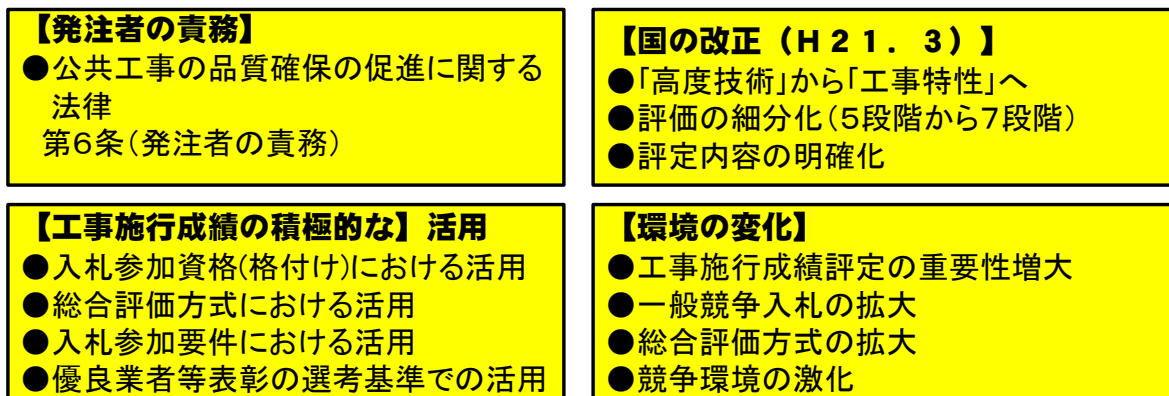 【発注者の責務】
●公共工事の品質確保の促進に関する
法律
第6条(発注者の責務)
【国の改正(H21.3)】
●「高度技術」から「工事特性」へ
●評価の細分化(5段階から7段階)
●評定内容の明確化
【工事施行成績の積極的な】活用
●入札参加資格(格付け)における活用
●総合評価方式における活用
●入札参加要件における活用
●優良業者等表彰の選考基準での活用
【環境の変化】
●工事施行成績評定の重要性増大
●一般競争入札の拡大
●総合評価方式の拡大
●競争環境の激化